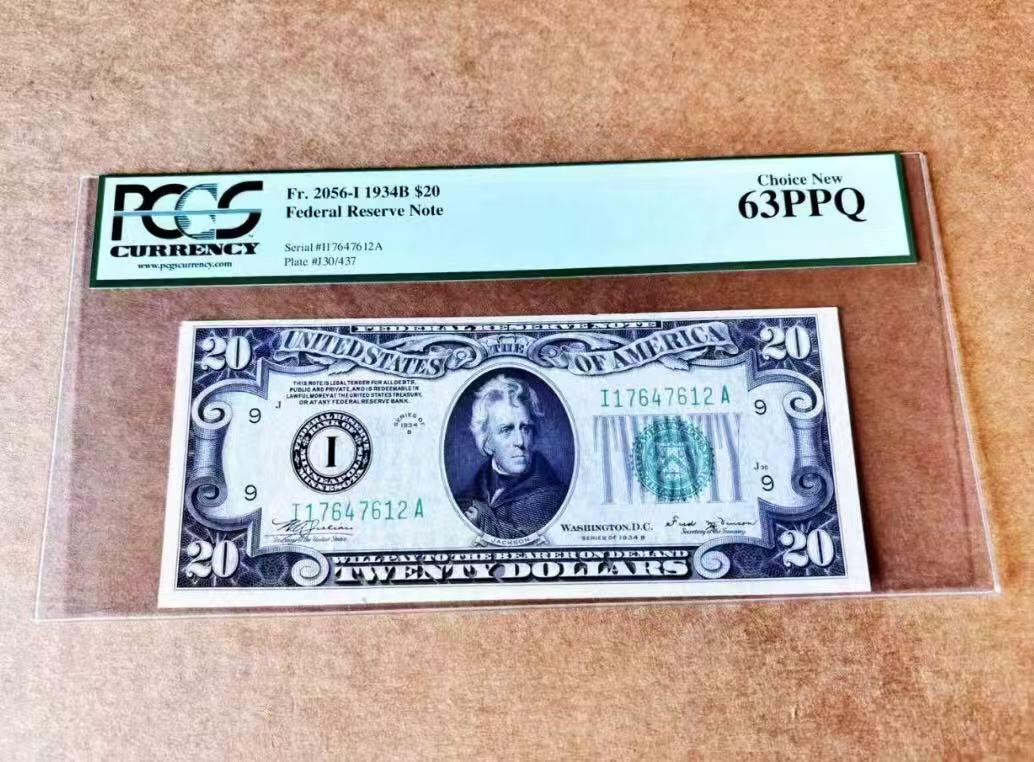 PCGS
CURRENCY
www.pcgscurrency.com
Fr. 2056-I 1934B $20
Federal Reserve Note
Serial #I17647612A
Plate #J30/437
Choice New
63PPQ
FEDERAL RESERVE NOTE
20
UNITED STATES
THE
OF AMERICA
20
THIS NOTE IS LEGAL TENDER FOR ALL DEBTS,
PUBLIC AND PRIVATE, AND IS REDEEMABLE IN
LAWFUL MONEY AT THE UNITED STATES TREASURY,
OR AT ANY FEDERAL RESERVE BANK.
J
9
SERIES OF
1934
B
I17647612 A
9
I
J30
9
9
I17647612 A
WASHINGTON, D.C.
SERIES OF 1934 B
Secretary of the Treasury
JACKSON
20
WILL PAY TO THE BEARER ON DEMAND
TWENTY DOLLARS
20